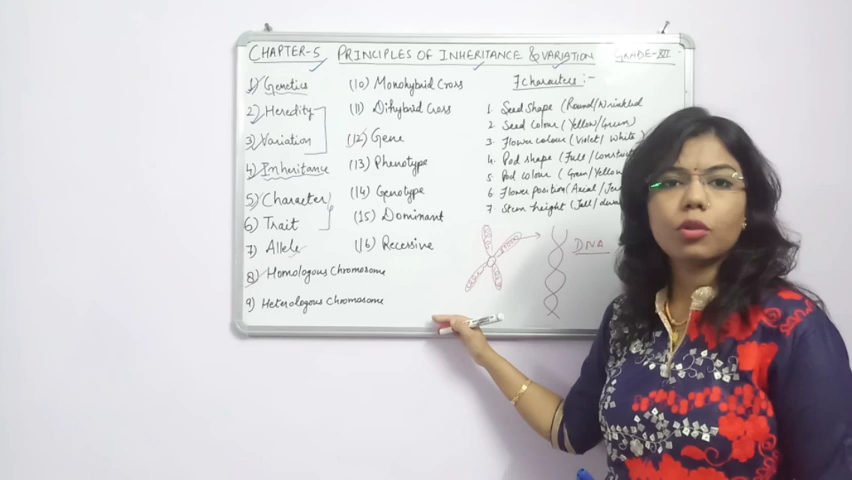 CHAPTER-5 PRINCIPLES OF INHERITANCE & VARIATION GRADE-XII
1) Genetics
2) Heredity
3) Variation
4) Inheritance
5) Character
6) Trait
7) Allele
8) Homologous Chromosome
9) Heterologous Chromosome
(10) Monohybrid Cross
(11) Dihybrid Cross
(12) Gene
(13) Phenotype
(14) Genotype
(15) Dominant
(16) Recessive
7 Characters :-
1. Seed Shape (Round/Wrinkled
2. Seed colour (Yellow/Green)
3. Flower colour (Violet/White)
4. Pod shape (Full/
5. Pod colour (Green/Yellow
6 Flower position (Axial/
7 Stem height (Tall/
DNA